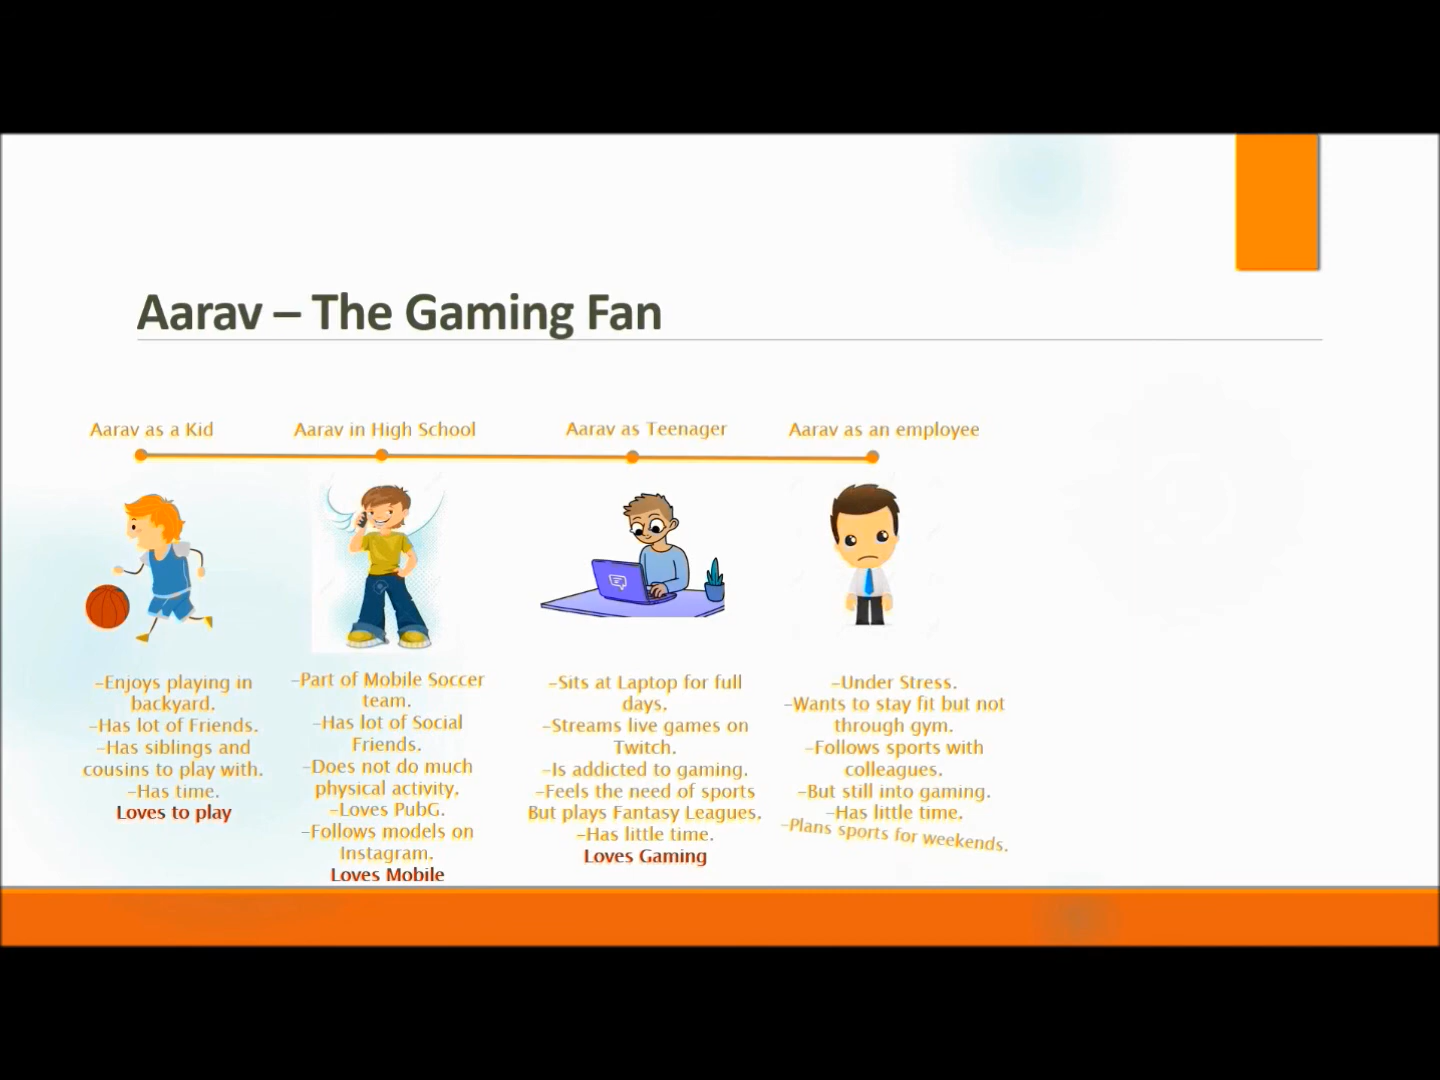 Aarav – The Gaming Fan
Aarav as a Kid
Aarav in High School
Aarav as Teenager
Aarav as an employee
-Enjoys playing in
backyard.
-Has lot of Friends.
-Has siblings and
cousins to play with.
-Has time.
Loves to play
-Part of Mobile Soccer
team.
-Has lot of Social
Friends.
-Does not do much
physical activity.
-Loves PubG.
-Follows models on
Instagram.
Loves Mobile
-Sits at Laptop for full
days.
-Streams live games on
Twitch.
-Is addicted to gaming.
-Feels the need of sports
But plays Fantasy Leagues.
-Has little time.
Loves Gaming
-Under Stress.
-Wants to stay fit but not
through gym.
-Follows sports with
colleagues.
-But still into gaming.
-Has little time.
-Plans sports for weekends.